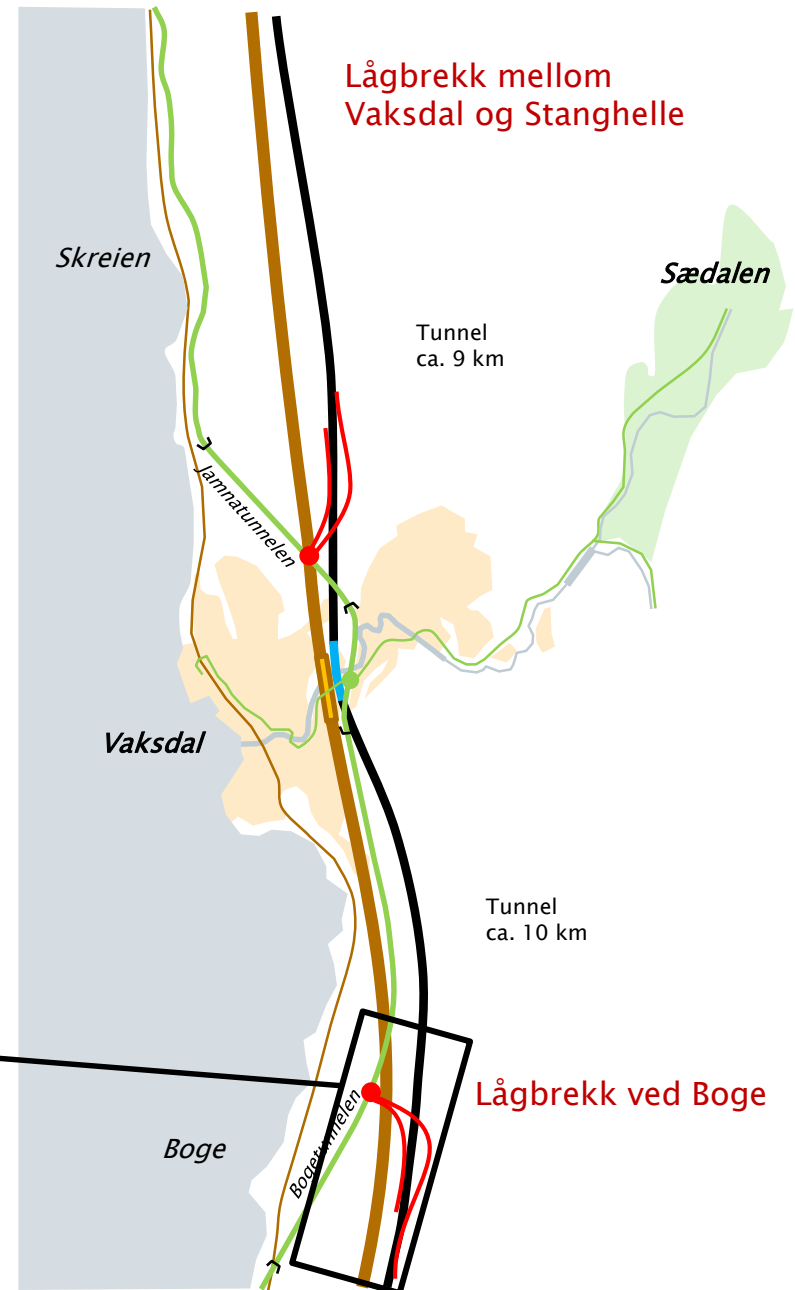 Lågbrekk mellom
Vaksdal og Stanghelle
Skreien
Sædalen
Tunnel
ca. 9 km
Jamnatunnelen
Vaksdal
Tunnel
ca. 10 km
Lågbrekk ved Boge
Bogetunnelen
Boge